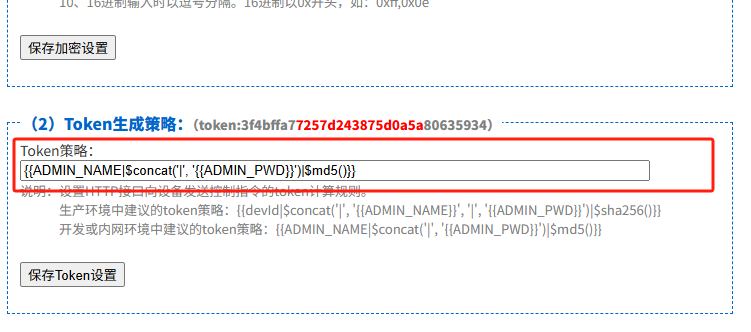 10、16进制输入时以逗号分隔。16进制以0x开头，如：0xff,0x0e
保存加密设置
（2）Token生成策略：（token:3f4bffa77257d243875d0a5a80635934）
Token策略：
{{ADMIN_NAME|$concat('|', '{{ADMIN_PWD}}')|$md5()}}
说明：设置HTTP接口向设备发送控制指令的token计算规则。
生产环境中建议的token策略：{{devId|$concat('|', '{{ADMIN_NAME}}', '|', '{{ADMIN_PWD}}')|$sha256()}}
开发或内网环境中建议的token策略：{{ADMIN_NAME|$concat('|', '{{ADMIN_PWD}}')|$md5()}}
保存Token设置